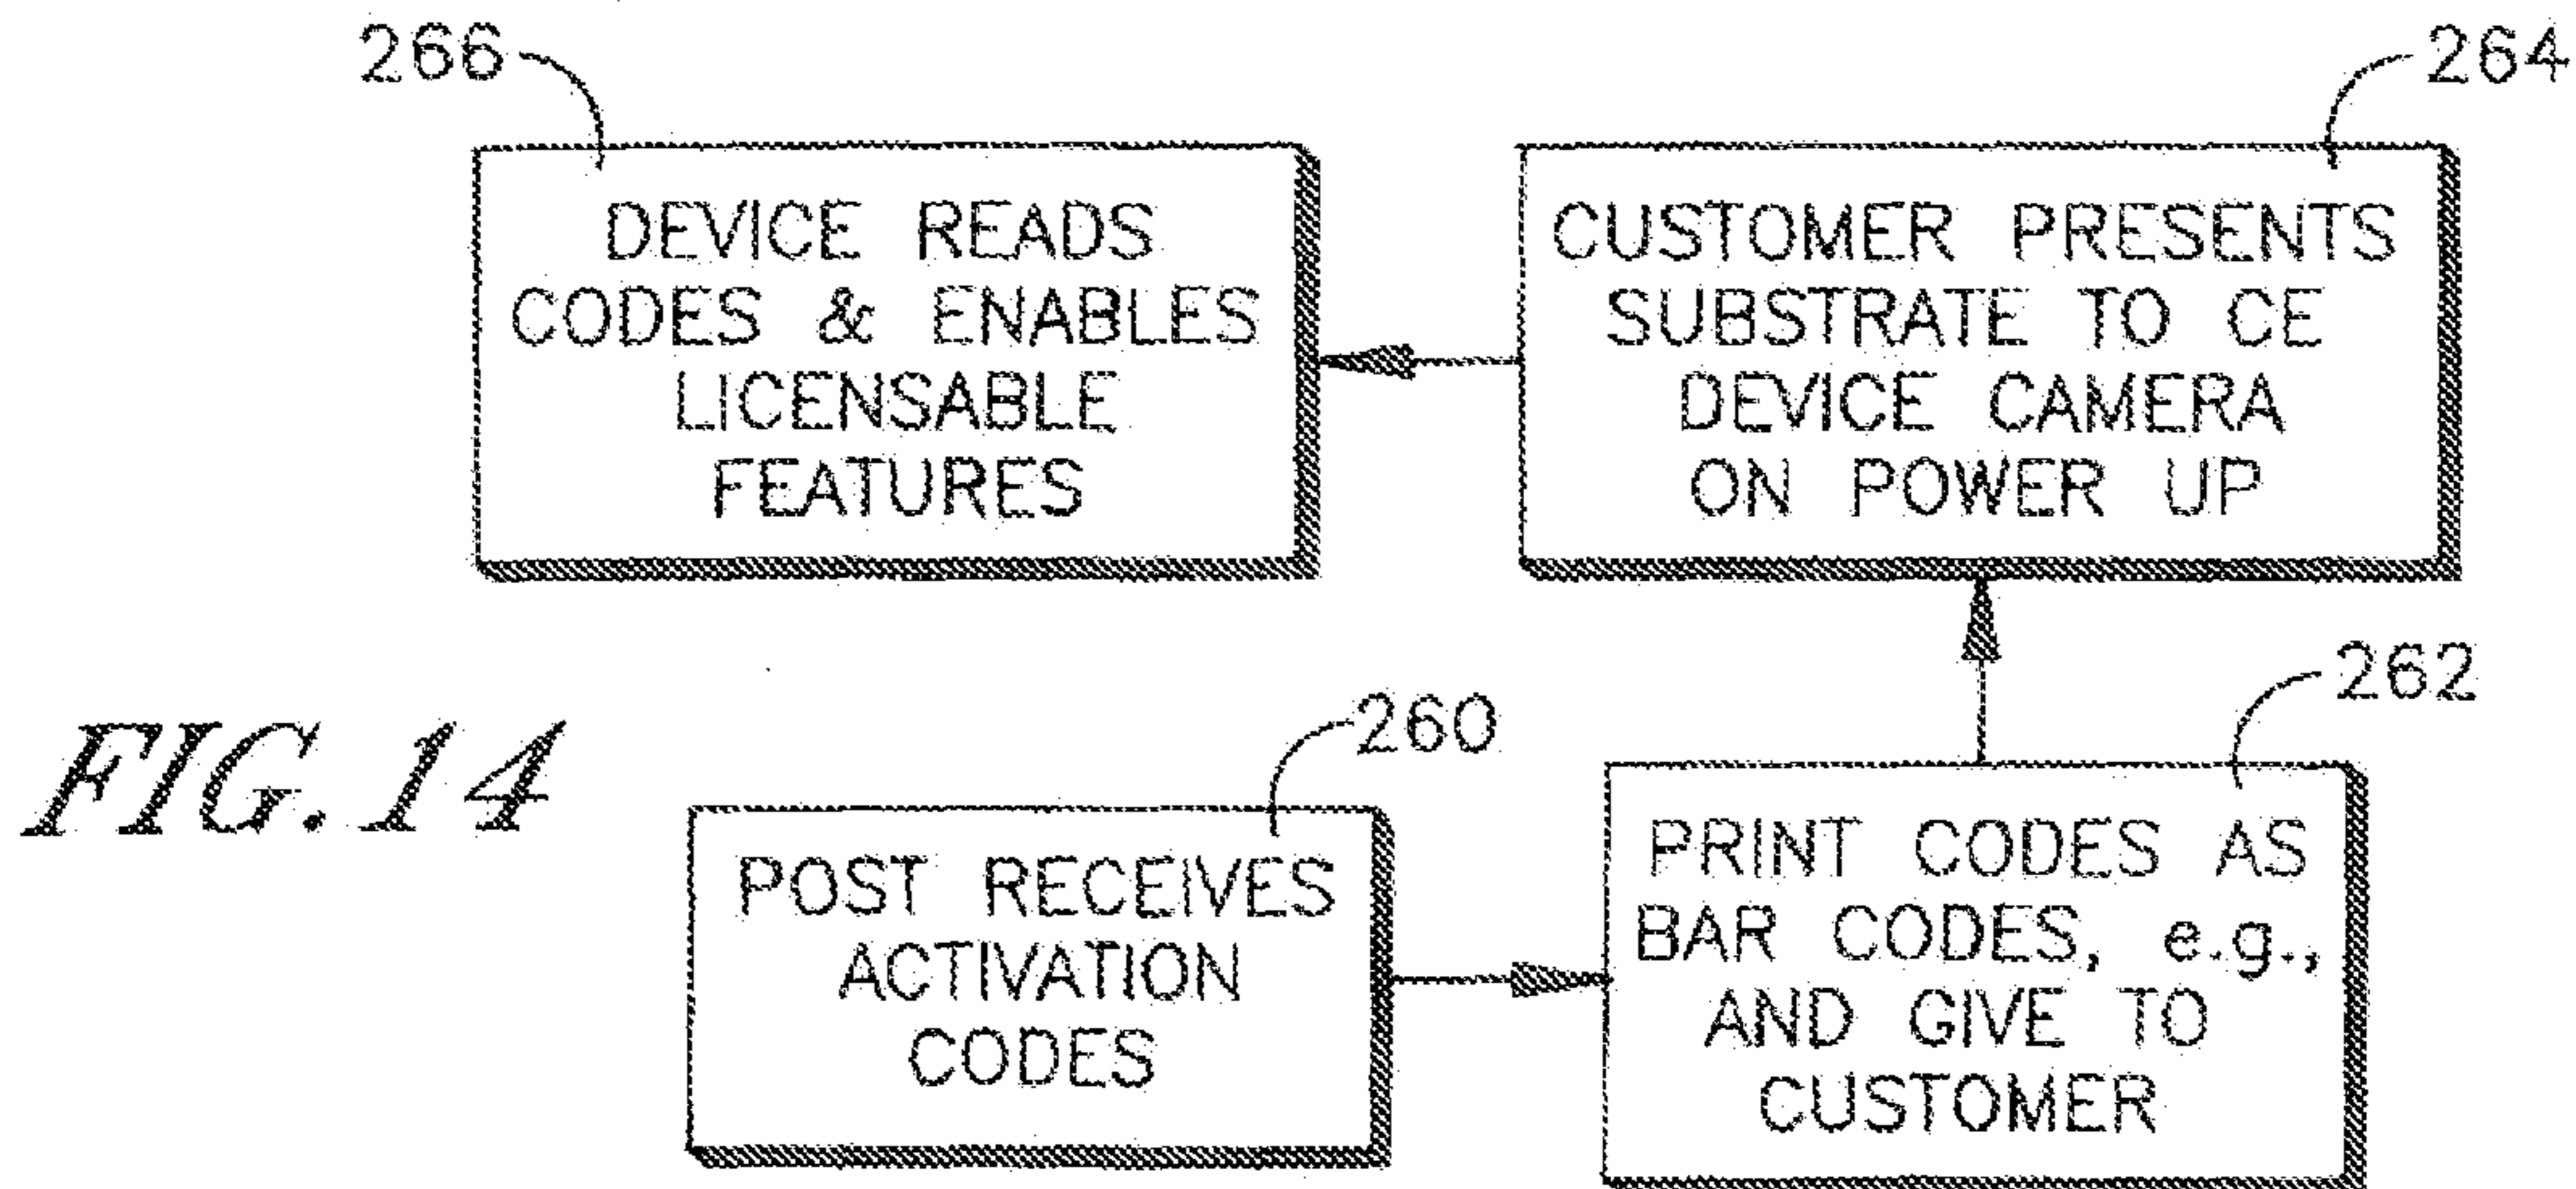 266
264
DEVICE READS
CODES & ENABLES
LICENSABLE
FEATURES
CUSTOMER PRESENTS
SUBSTRATE TO CE
DEVICE CAMERA
ON POWER UP
FIG. 14
260
262
POST RECEIVES
ACTIVATION
CODES
PRINT CODES AS
BAR CODES, e.g.,
AND GIVE TO
CUSTOMER